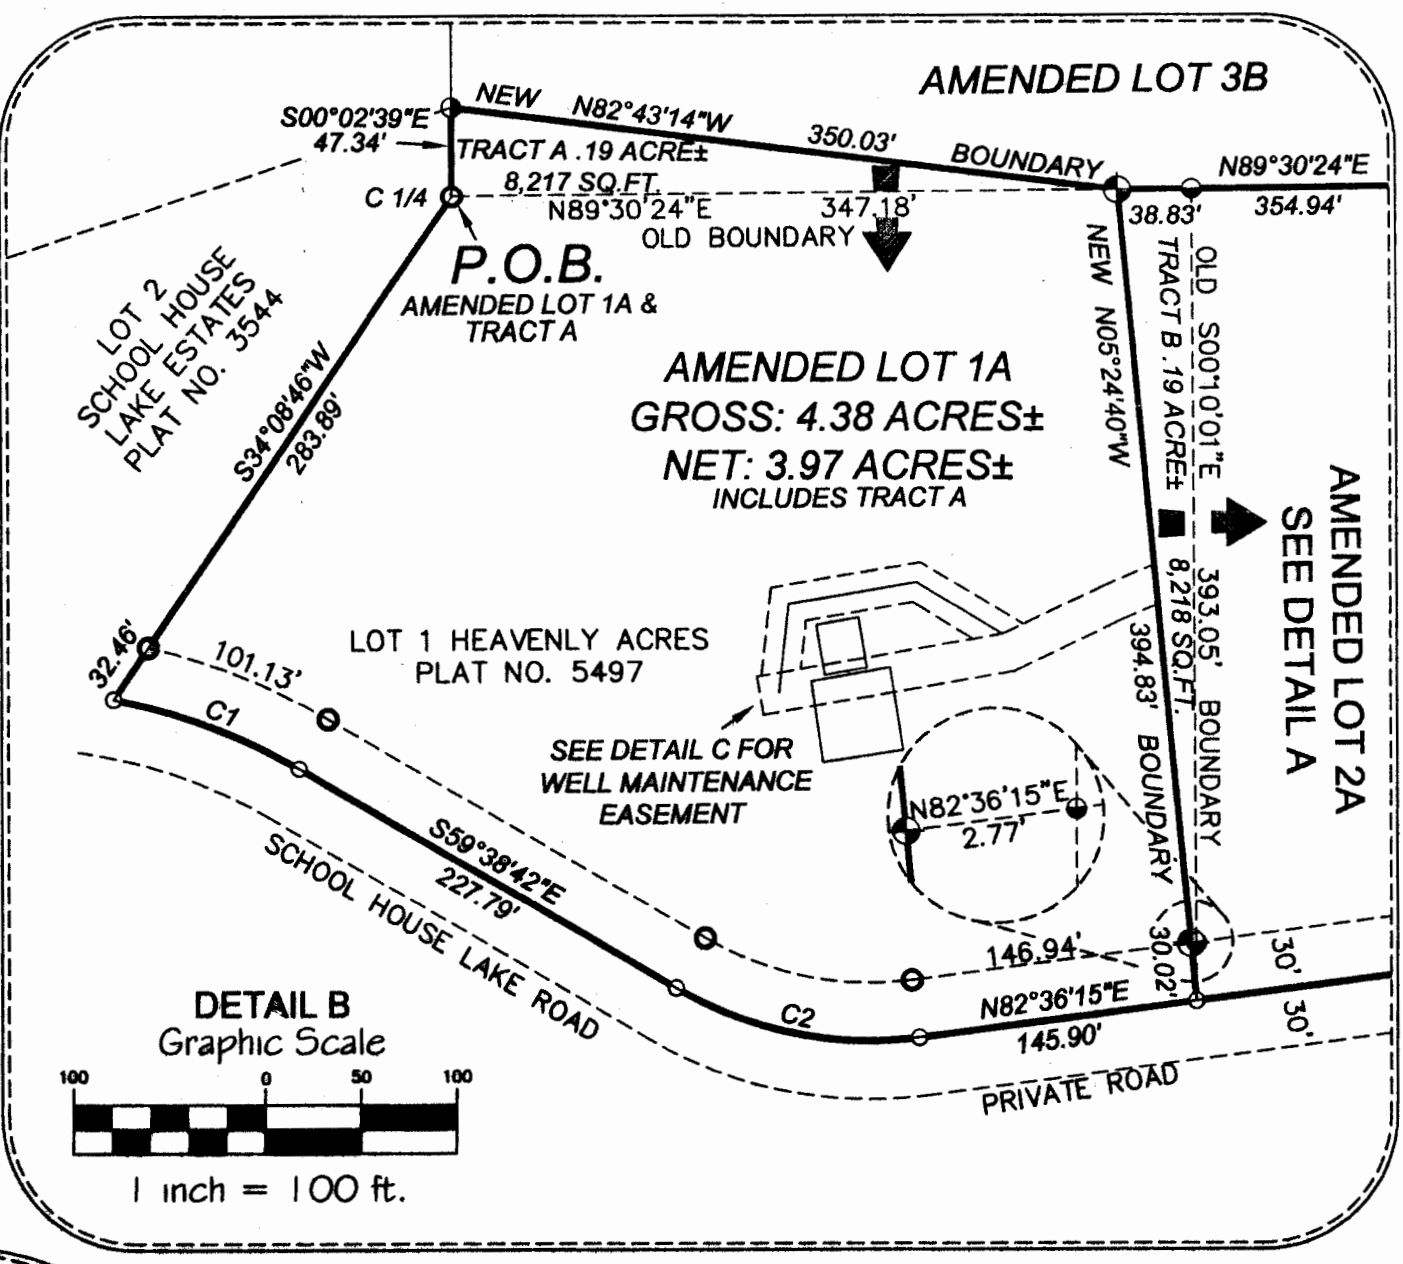 AMENDED LOT 3B
NEW N82°43'14"W 350.03' BOUNDARY
S00°02'39"E
47.34'
TRACT A .19 ACRE±
8,217 SQ.FT.
C 1/4
N89°30'24"E 347.18'
OLD BOUNDARY
N89°30'24"E
38.83' 354.94'
P.O.B.
AMENDED LOT 1A &
TRACT A
LOT 2
SCHOOL HOUSE
LAKE ESTATES
PLAT NO. 3544
S34°08'46"W
283.89'
AMENDED LOT 1A
GROSS: 4.38 ACRES±
NET: 3.97 ACRES±
INCLUDES TRACT A
NEW N05°24'40"W 394.83' BOUNDARY
TRACT B .19 ACRE± 8,218 SQ.FT.
OLD S00°10'01"E 393.05' BOUNDARY
AMENDED LOT 2A
SEE DETAIL A
32.46'
101.13'
LOT 1 HEAVENLY ACRES
PLAT NO. 5497
C1
SEE DETAIL C FOR
WELL MAINTENANCE
EASEMENT
N82°36'15"E
2.77'
S59°38'42"E
227.79'
SCHOOL HOUSE LAKE ROAD
146.94'
30.02'
30'
30'
C2
N82°36'15"E
145.90'
PRIVATE ROAD
DETAIL B
Graphic Scale
100 0 50 100
1 inch = 100 ft.